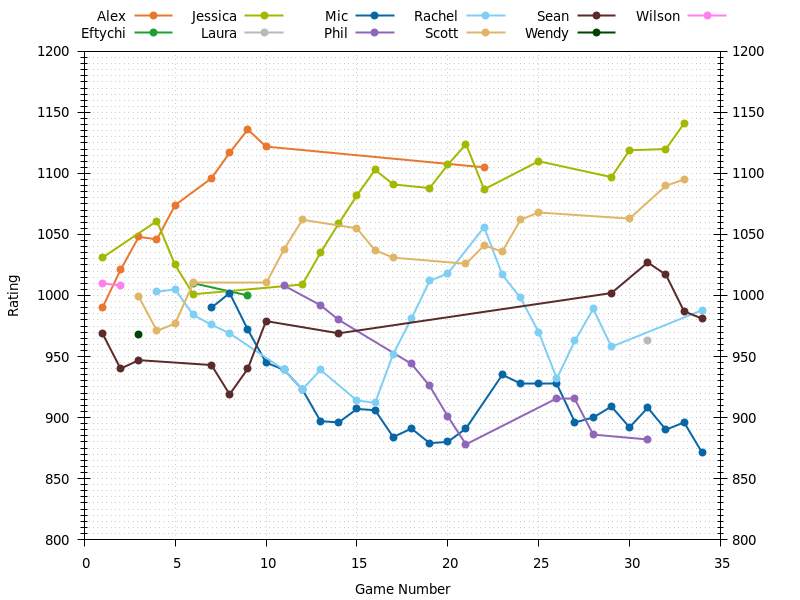 Alex Jessica Mic Rachel Sean Wilson
Eftychi Laura Phil Scott Wendy
1200 1200
1150 1150
1100 1100
1050 1050
1000 1000
950 950
900 900
850 850
800 800
Rating
0 5 10 15 20 25 30 35
Game Number